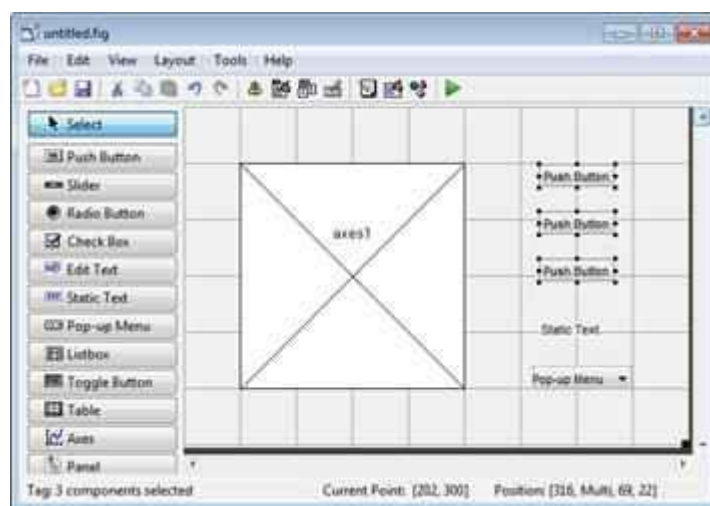 untitled.fig
File Edit View Layout Tools Help
Select
Push Button
Slider
Radio Button
Check Box
Edit Text
Static Text
Pop-up Menu
Listbox
Toggle Button
Table
Axes
Panel
axes1
Push Button
Push Button
Push Button
Static Text
Pop-up Menu
Tag: 3 components selected Current Point: [202, 300] Position: [316, Multi, 69, 22]